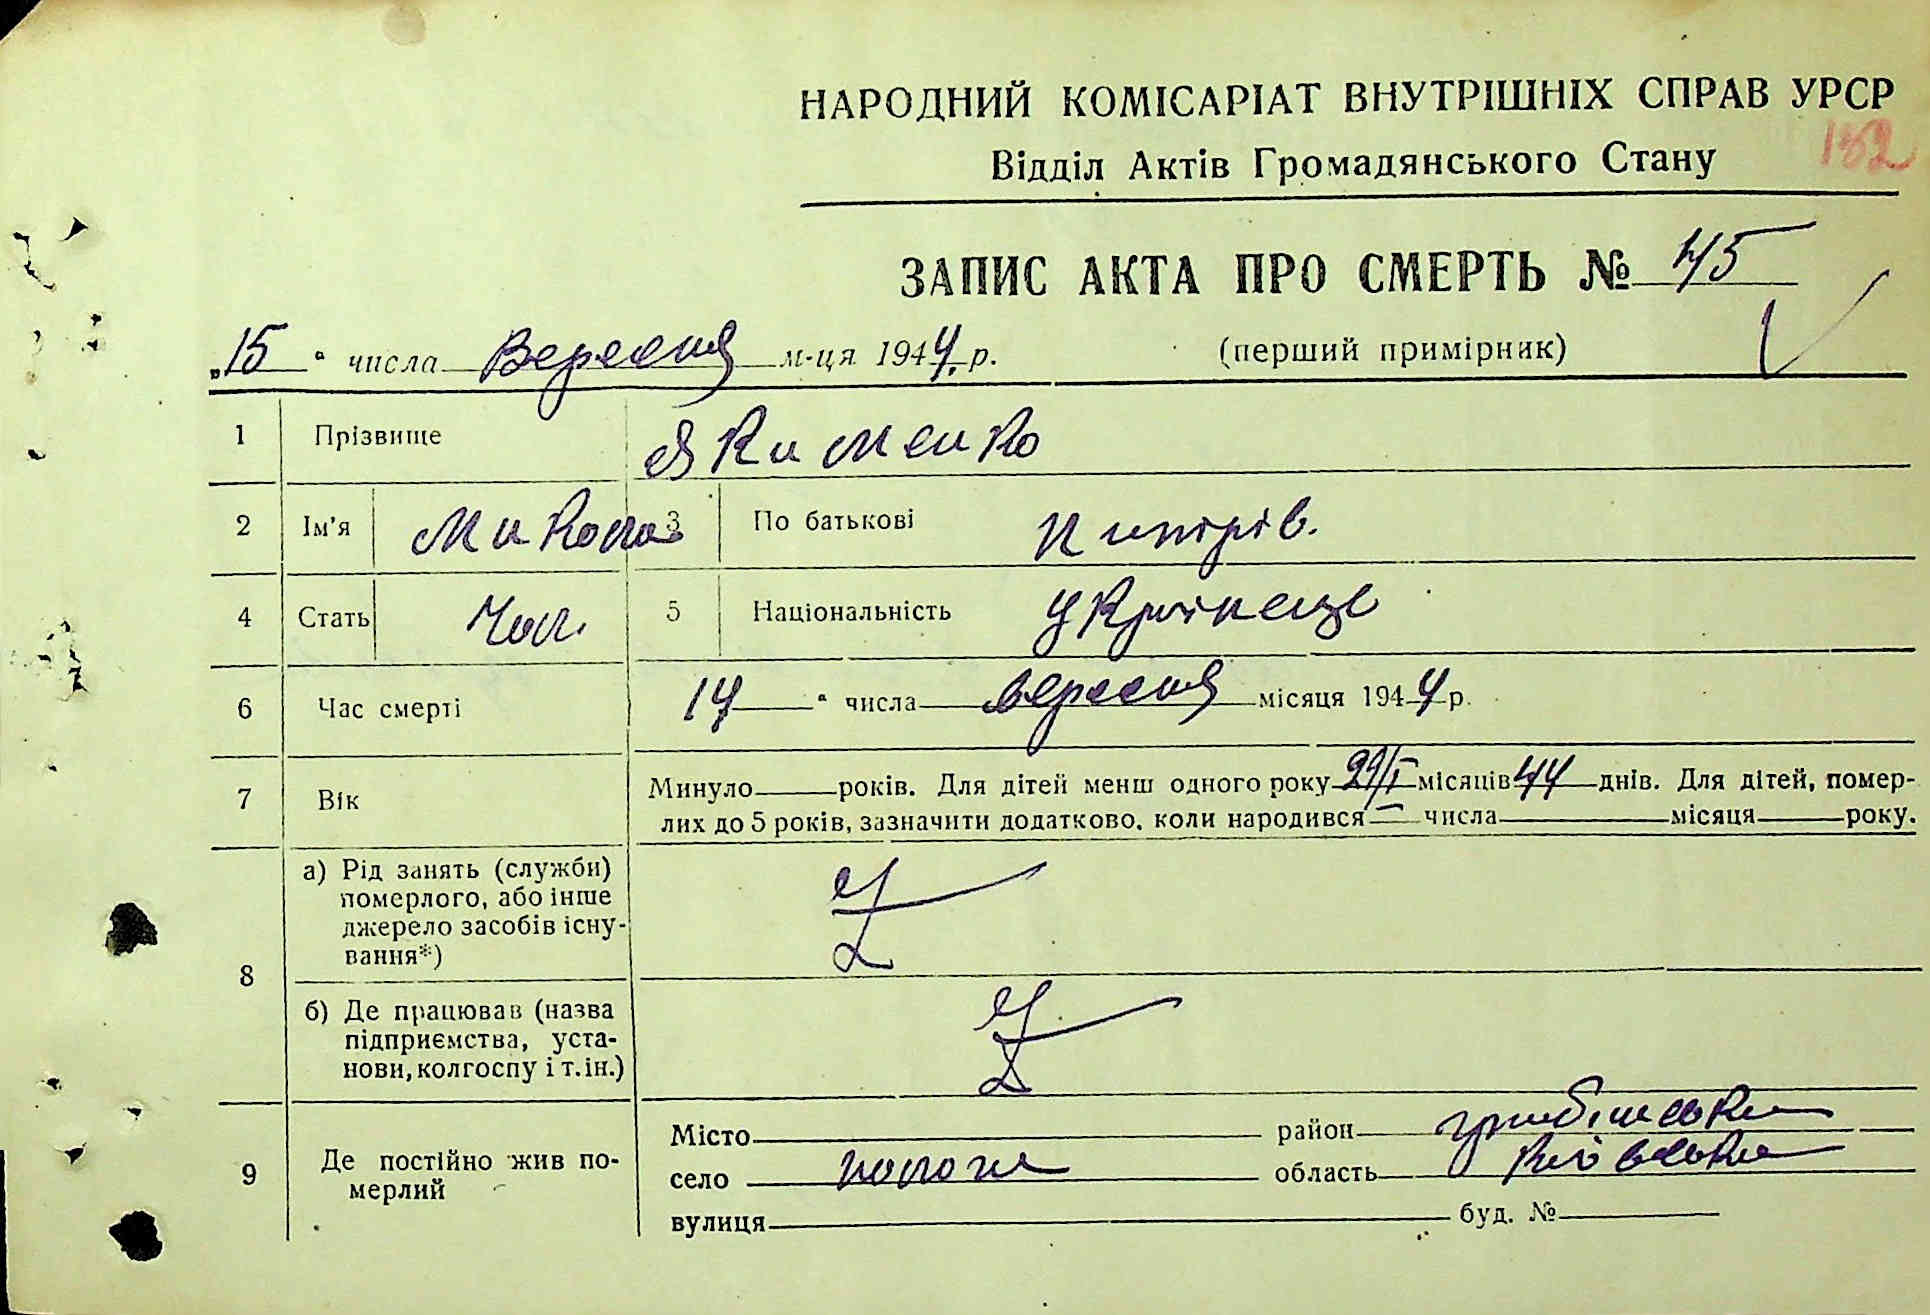 НАРОДНИЙ КОМІСАРІАТ ВНУТРІШНІХ СПРАВ УРСР
Відділ Актів Громадянського Стану
182
ЗАПИС АКТА ПРО СМЕРТЬ № 45
„15“ числа Вересня м-ця 1944 р. (перший примірник)
1 Прізвище Якименко
2 Ім'я Микола 3 По батькові
4 Стать Чол. 5 Національність Українець
6 Час смерті 14 “ числа вересня місяця 1944 р.
7 Вік Минуло років. Для дітей менш одного року 29/I місяців 44 днів. Для дітей, помер-
лих до 5 років, зазначити додатково, коли народився — числа місяця року.
8 а) Рід занять (служби)
померлого, або інше
джерело засобів існу-
вання*)
б) Де працював (назва
підприємства, уста-
нови, колгоспу і т. ін.)
9 Де постійно жив по-
мерлий
Місто район
село область Київська
вулиця буд. №